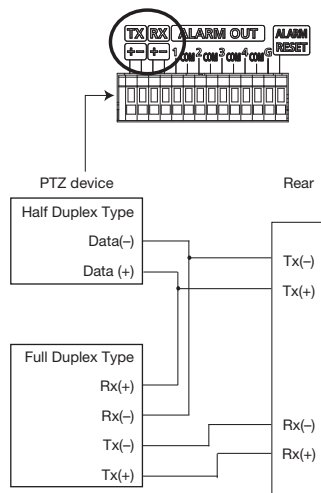 TX RX ALARM OUT ALARM RESET
+ − + − 1 COM 2 COM 3 COM 4 COM G
PTZ device
Rear
Half Duplex Type
Data(–)
Data (+)
Tx(–)
Tx(+)
Full Duplex Type
Rx(+)
Rx(–)
Tx(–)
Tx(+)
Rx(–)
Rx(+)